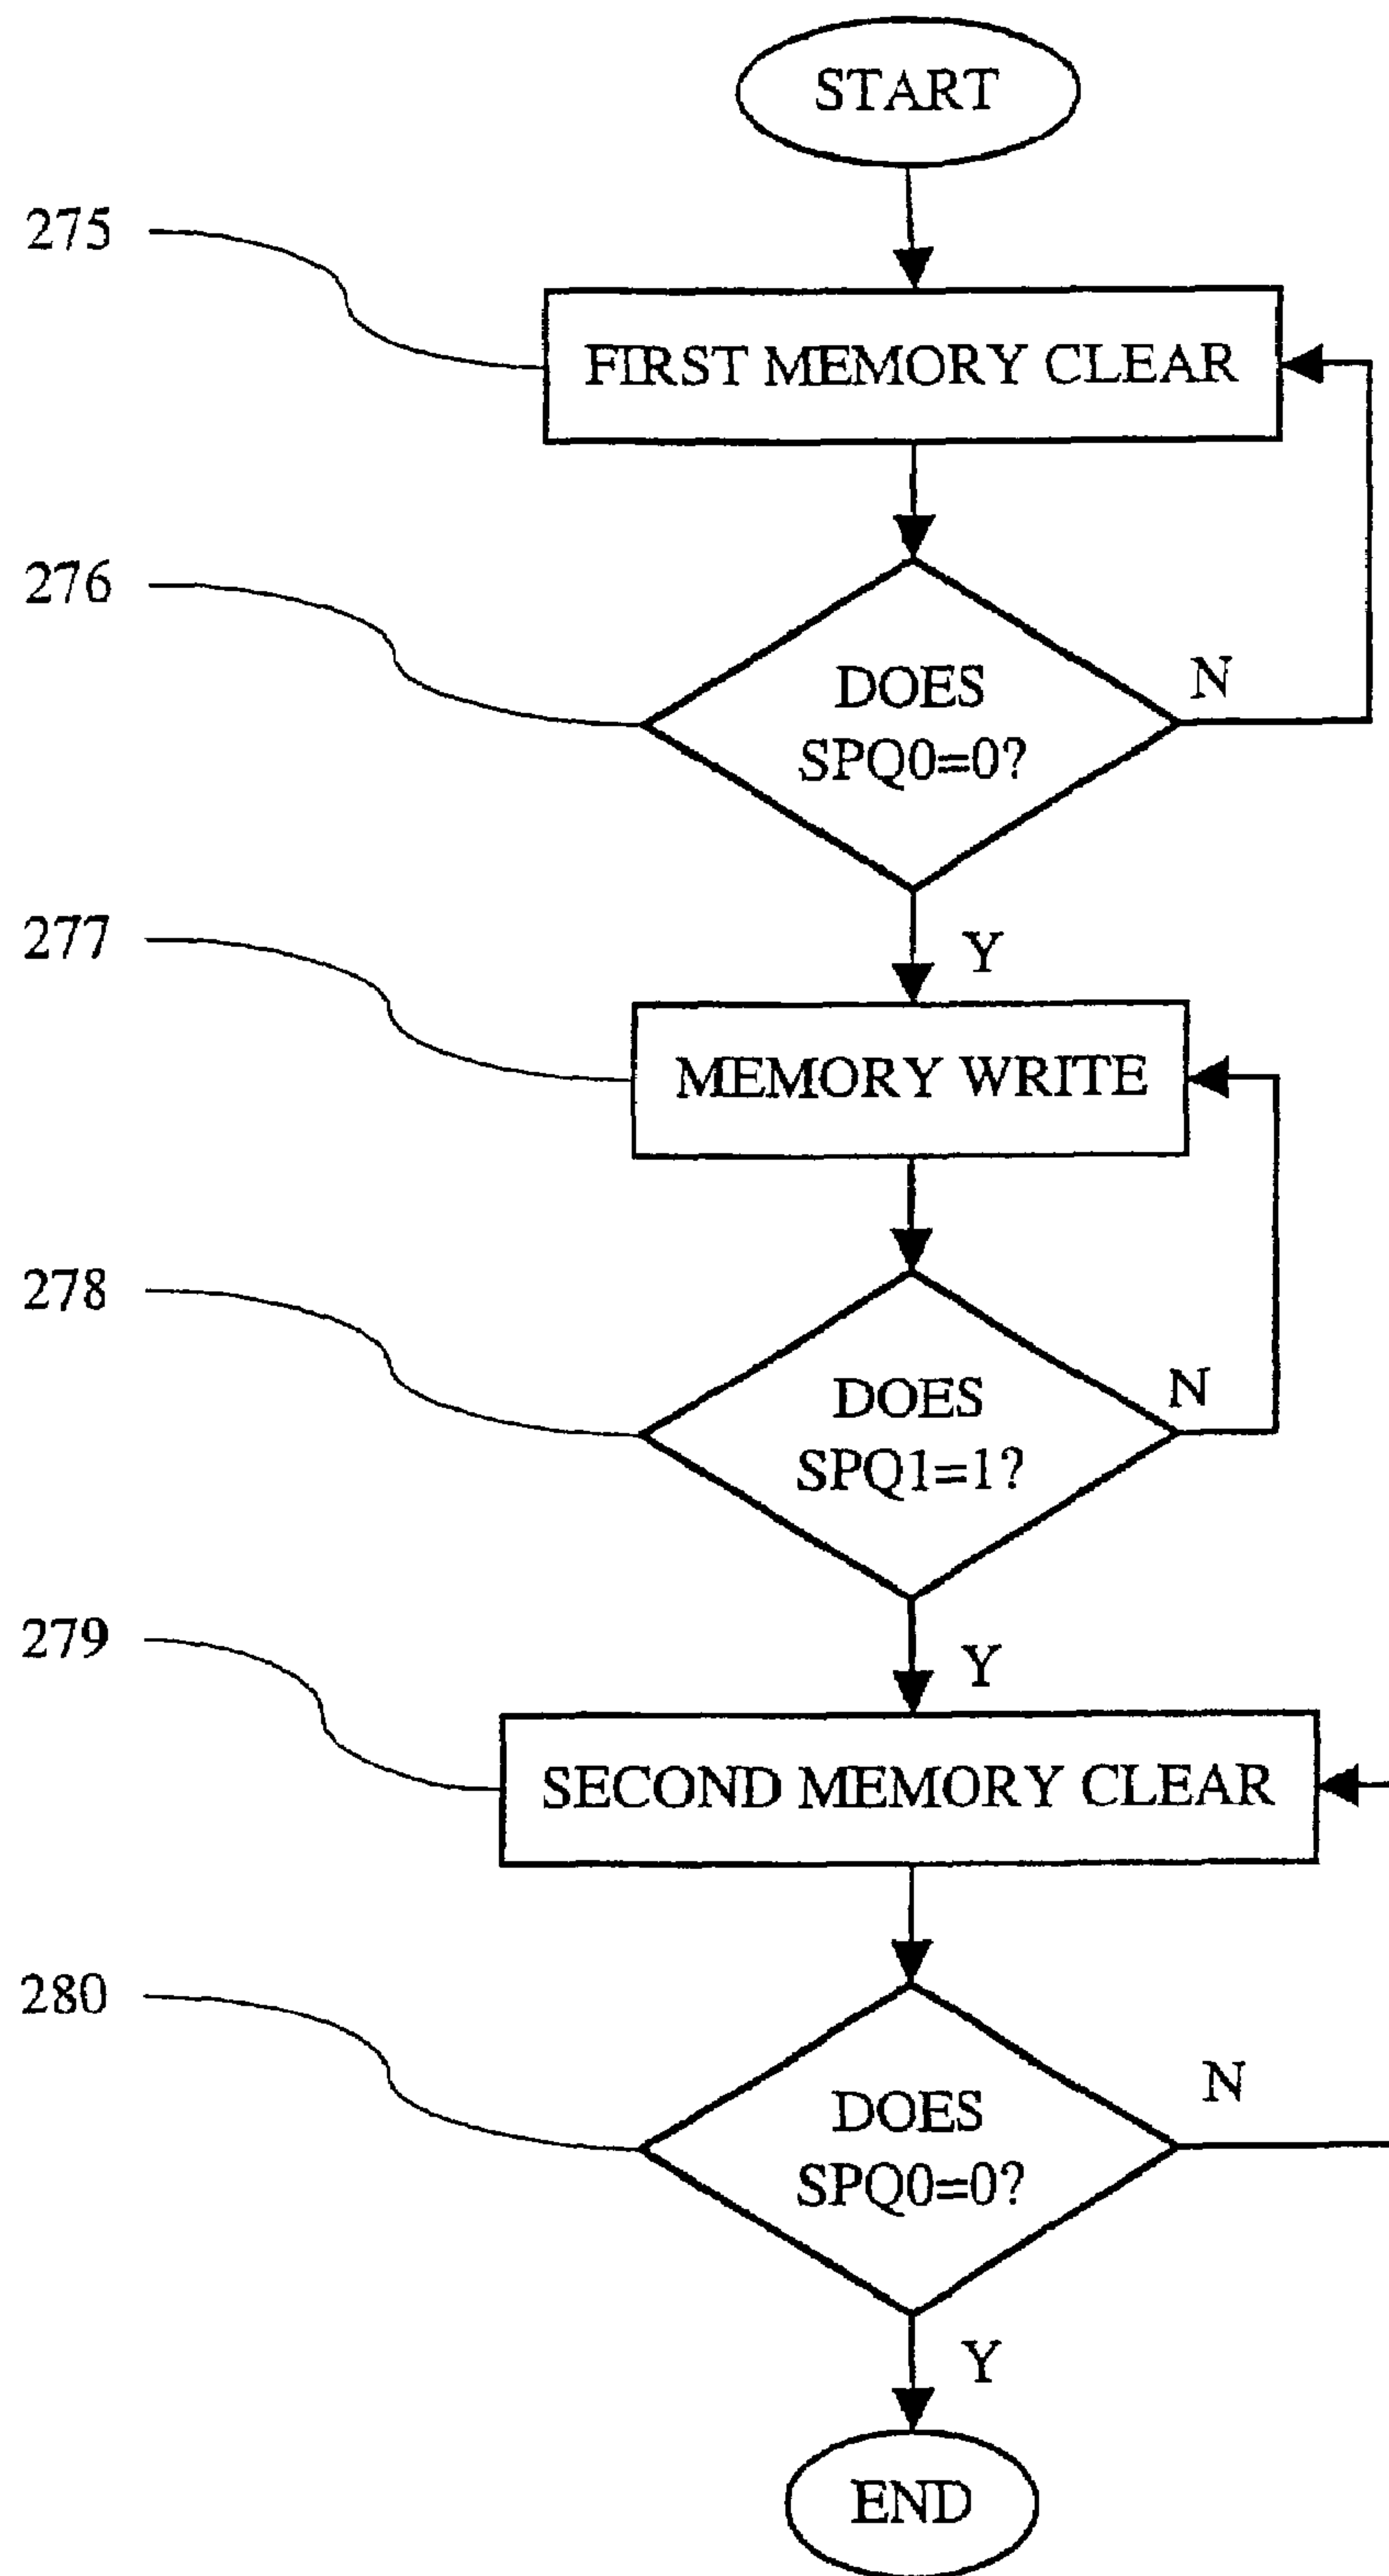 START
275
FIRST MEMORY CLEAR
276
DOES
SPQ0=0?
N
Y
277
MEMORY WRITE
278
DOES
SPQ1=1?
N
Y
279
SECOND MEMORY CLEAR
280
DOES
SPQ0=0?
N
Y
END